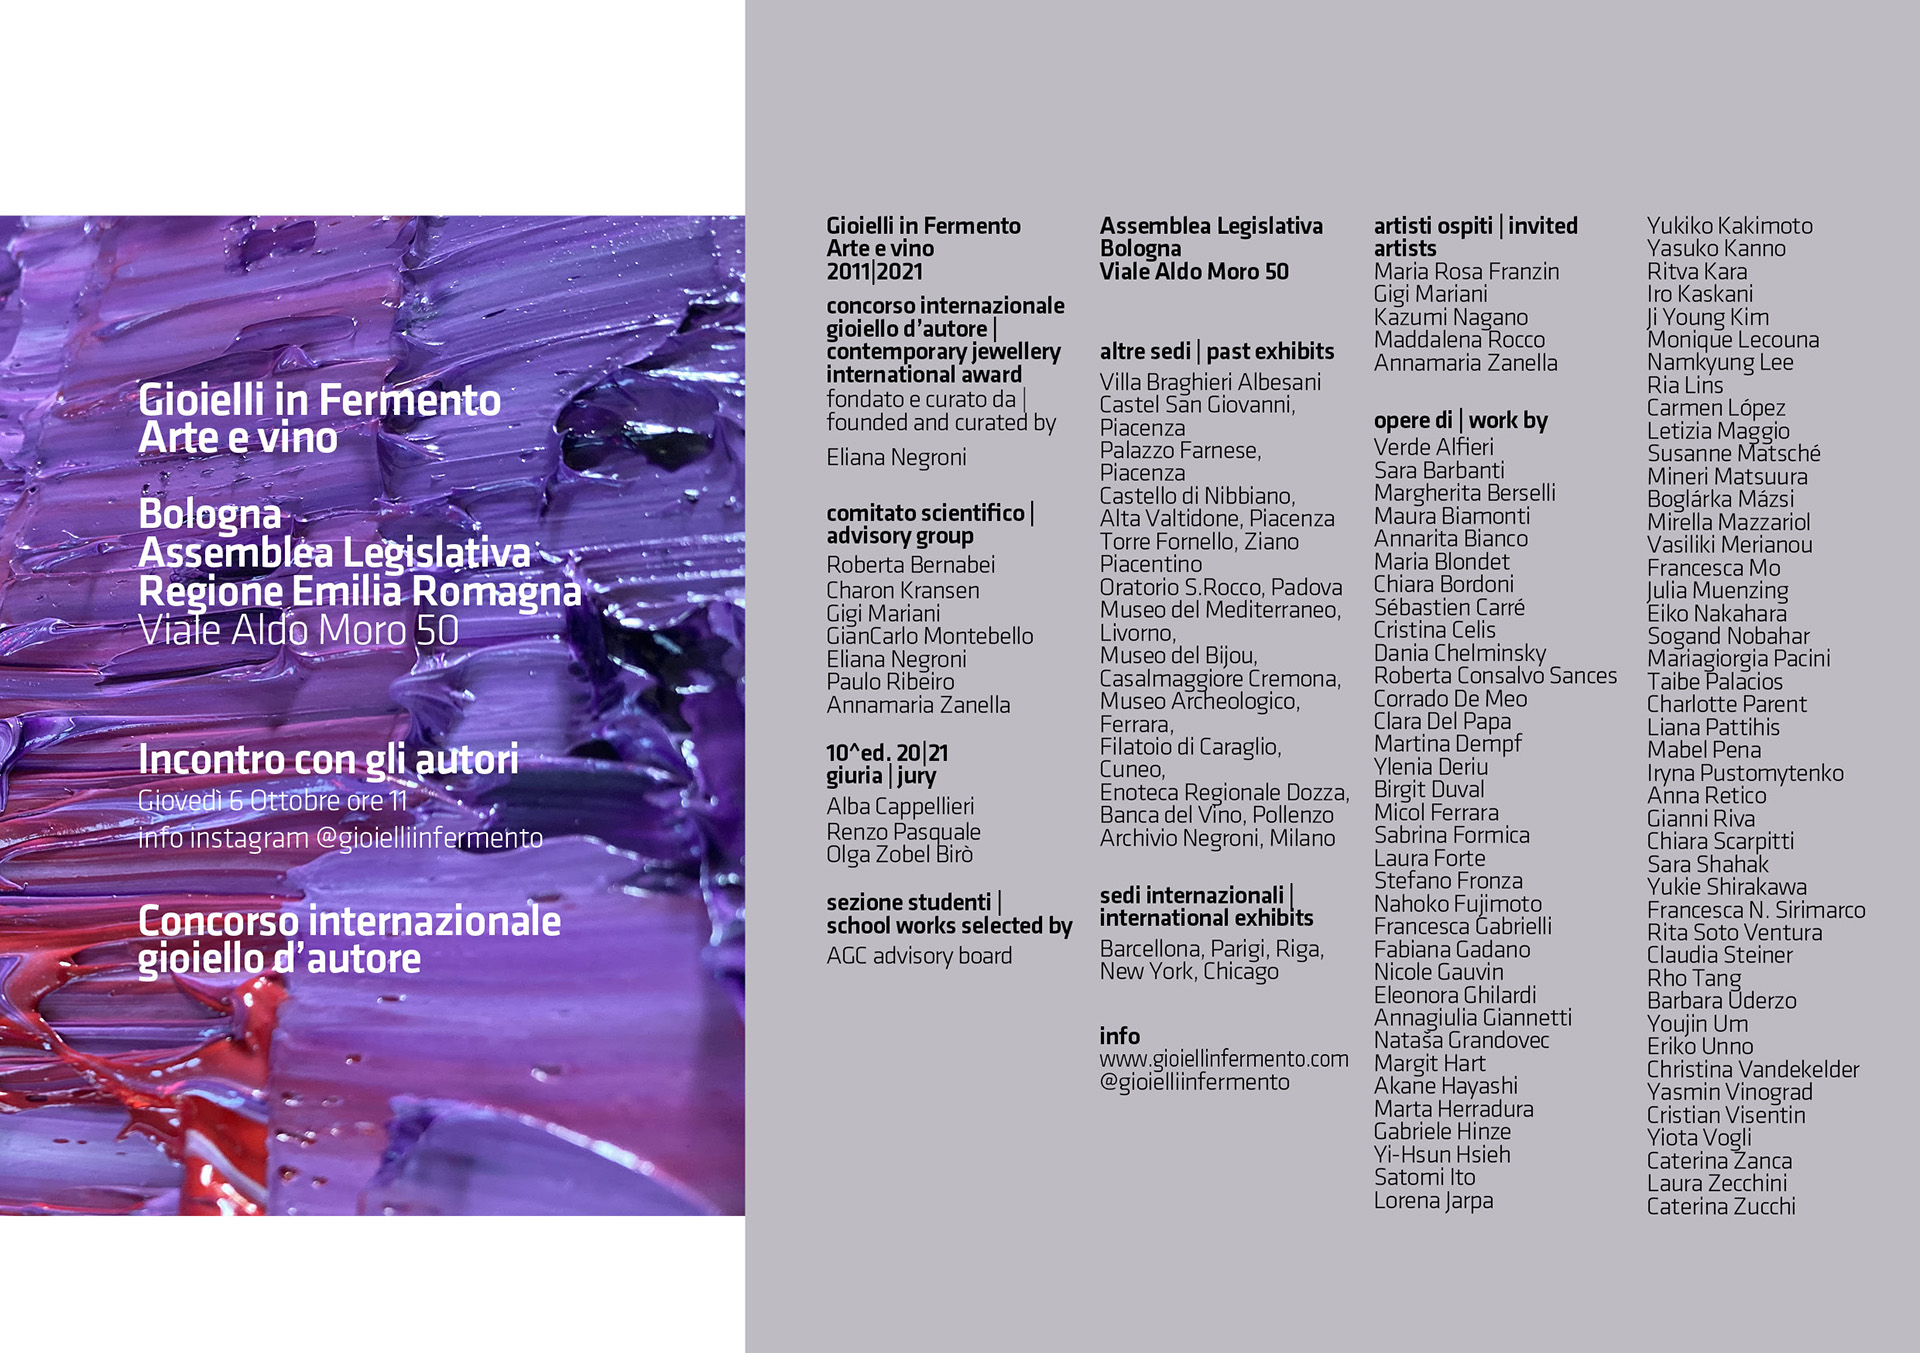 Gioielli in Fermento
Arte e vino
Bologna
Assemblea Legislativa
Regione Emilia Romagna
Viale Aldo Moro 50
Incontro con gli autori
Giovedì 6 Ottobre ore 11
info instagram @gioielliinfermento
Concorso internazionale
gioiello d’autore
Gioielli in Fermento
Arte e vino
2011|2021
concorso internazionale
gioiello d’autore |
contemporary jewellery
international award
fondato e curato da |
founded and curated by
Eliana Negroni
comitato scientifico |
advisory group
Roberta Bernabei
Charon Kransen
Gigi Mariani
GianCarlo Montebello
Eliana Negroni
Paulo Ribeiro
Annamaria Zanella
10^ed. 20|21
giuria | jury
Alba Cappellieri
Renzo Pasquale
Olga Zobel Birò
sezione studenti |
school works selected by
AGC advisory board
Assemblea Legislativa
Bologna
Viale Aldo Moro 50
altre sedi | past exhibits
Villa Braghieri Albesani
Castel San Giovanni,
Piacenza
Palazzo Farnese,
Piacenza
Castello di Nibbiano,
Alta Valtidone, Piacenza
Torre Fornello, Ziano
Piacentino
Oratorio S.Rocco, Padova
Museo del Mediterraneo,
Livorno,
Museo del Bijou,
Casalmaggiore Cremona,
Museo Archeologico,
Ferrara,
Filatoio di Caraglio,
Cuneo,
Enoteca Regionale Dozza,
Banca del Vino, Pollenzo
Archivio Negroni, Milano
sedi internazionali |
international exhibits
Barcellona, Parigi, Riga,
New York, Chicago
info
www.gioiellinfermento.com
@gioielliinfermento
artisti ospiti | invited
artists
Maria Rosa Franzin
Gigi Mariani
Kazumi Nagano
Maddalena Rocco
Annamaria Zanella
opere di | work by
Verde Alfieri
Sara Barbanti
Margherita Berselli
Maura Biamonti
Annarita Bianco
Maria Blondet
Chiara Bordoni
Sébastien Carré
Cristina Celis
Dania Chelminsky
Roberta Consalvo Sances
Corrado De Meo
Clara Del Papa
Martina Dempf
Ylenia Deriu
Birgit Duval
Micol Ferrara
Sabrina Formica
Laura Forte
Stefano Fronza
Nahoko Fujimoto
Francesca Gabrielli
Fabiana Gadano
Nicole Gauvin
Eleonora Ghilardi
Annagiulia Giannetti
Nataša Grandovec
Margit Hart
Akane Hayashi
Marta Herradura
Gabriele Hinze
Yi-Hsun Hsieh
Satomi Ito
Lorena Jarpa
Yukiko Kakimoto
Yasuko Kanno
Ritva Kara
Iro Kaskani
Ji Young Kim
Monique Lecouna
Namkyung Lee
Ria Lins
Carmen López
Letizia Maggio
Susanne Matsché
Mineri Matsuura
Boglárka Mázsi
Mirella Mazzariol
Vasiliki Merianou
Francesca Mo
Julia Muenzing
Eiko Nakahara
Sogand Nobahar
Mariagiorgia Pacini
Taibe Palacios
Charlotte Parent
Liana Pattihis
Mabel Pena
Iryna Pustomytenko
Anna Retico
Gianni Riva
Chiara Scarpitti
Sara Shahak
Yukie Shirakawa
Francesca N. Sirimarco
Rita Soto Ventura
Claudia Steiner
Rho Tang
Barbara Uderzo
Youjin Um
Eriko Unno
Christina Vandekelder
Yasmin Vinograd
Cristian Visentin
Yiota Vogli
Caterina Zanca
Laura Zecchini
Caterina Zucchi